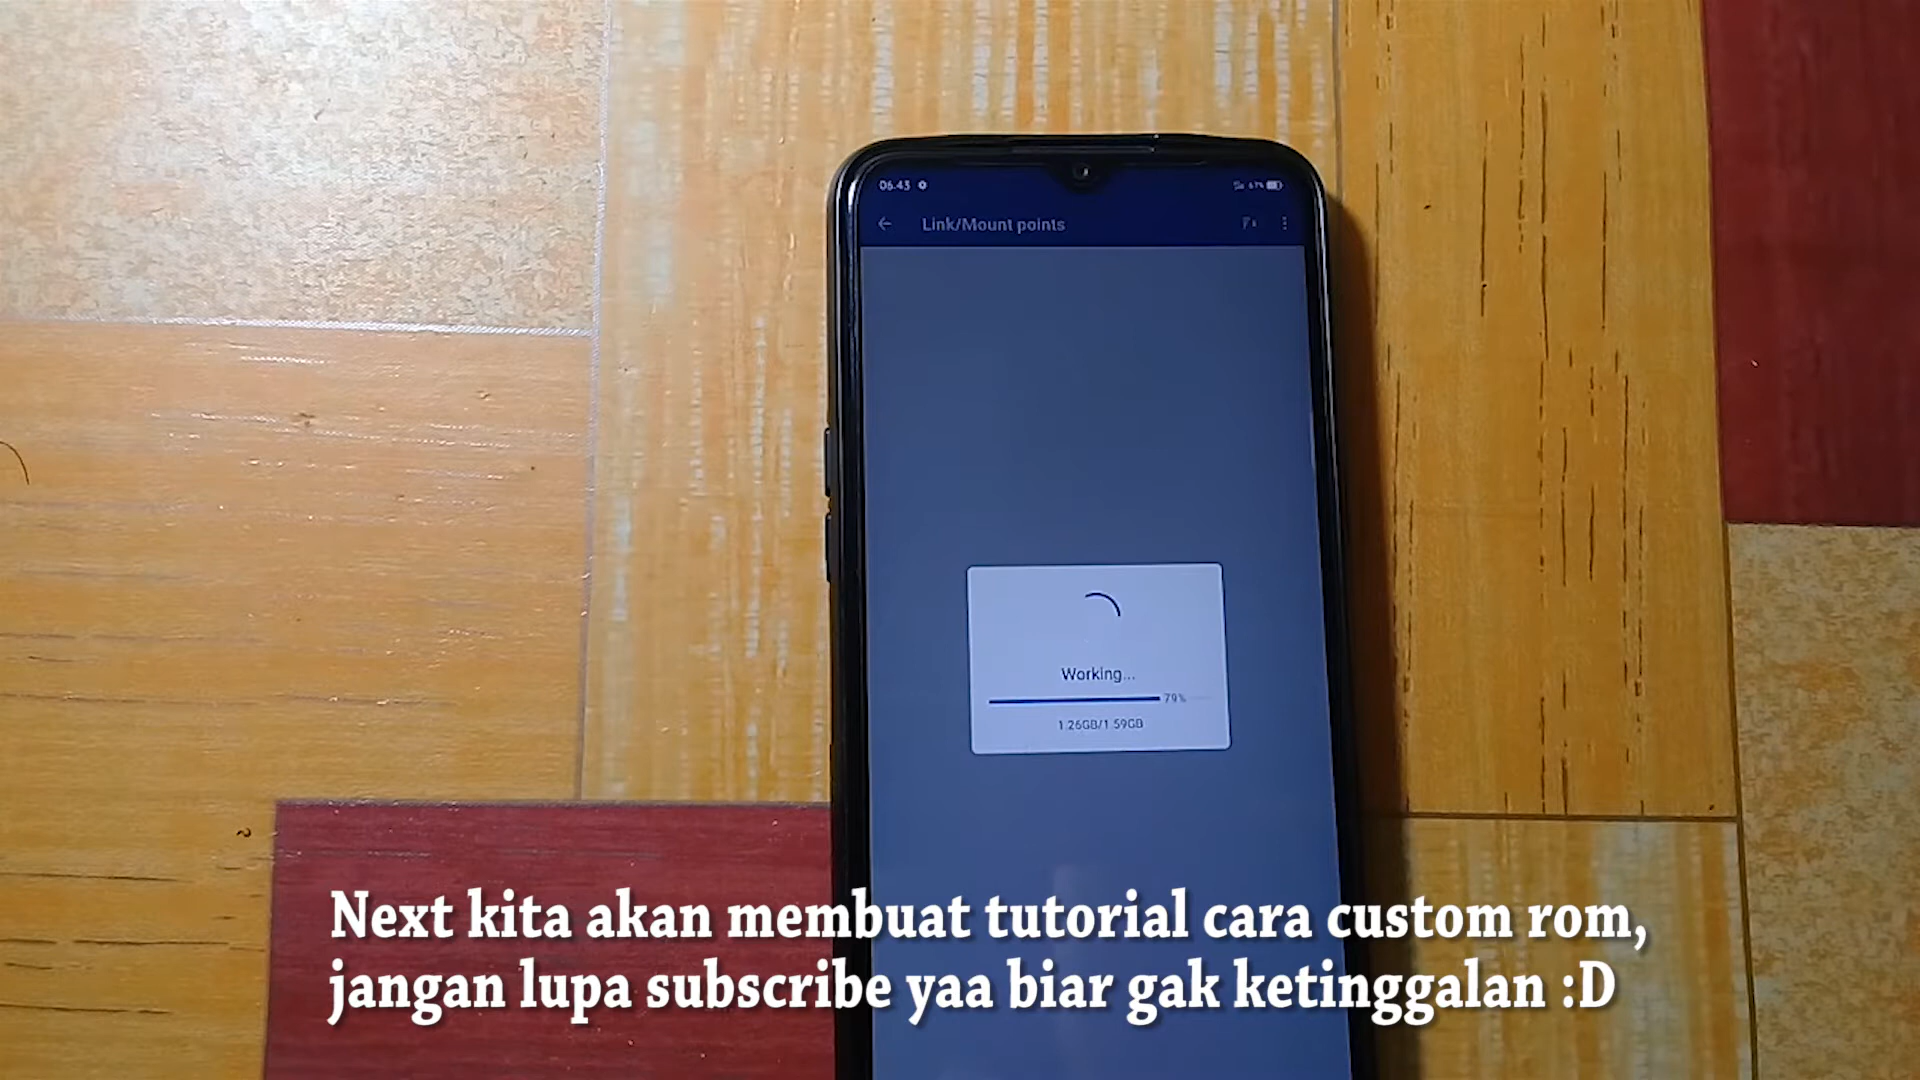 06.43
67%
Link/Mount points
Working...
79%
1.26GB/1.59GB
Next kita akan membuat tutorial cara custom rom,
jangan lupa subscribe yaa biar gak ketinggalan :D